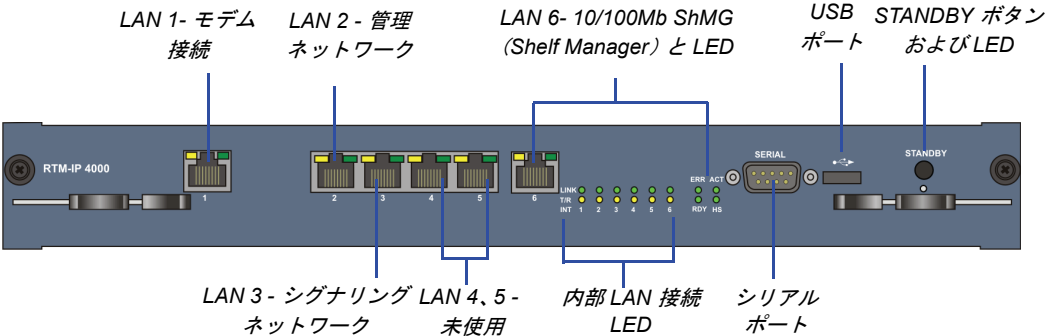 LAN 1- モデム
接続
LAN 2 - 管理
ネットワーク
LAN 6- 10/100Mb ShMG
（Shelf Manager）と LED
USB
ポート
STANDBY ボタン
および LED
RTM-IP 4000
1
2
3
4
5
6
LINK
T/R
INT 1 2 3 4 5 6
ERR ACT
RDY HS
SERIAL
STANDBY
LAN 3 - シグナリング
ネットワーク
LAN 4、5 -
未使用
内部 LAN 接続
LED
シリアル
ポート